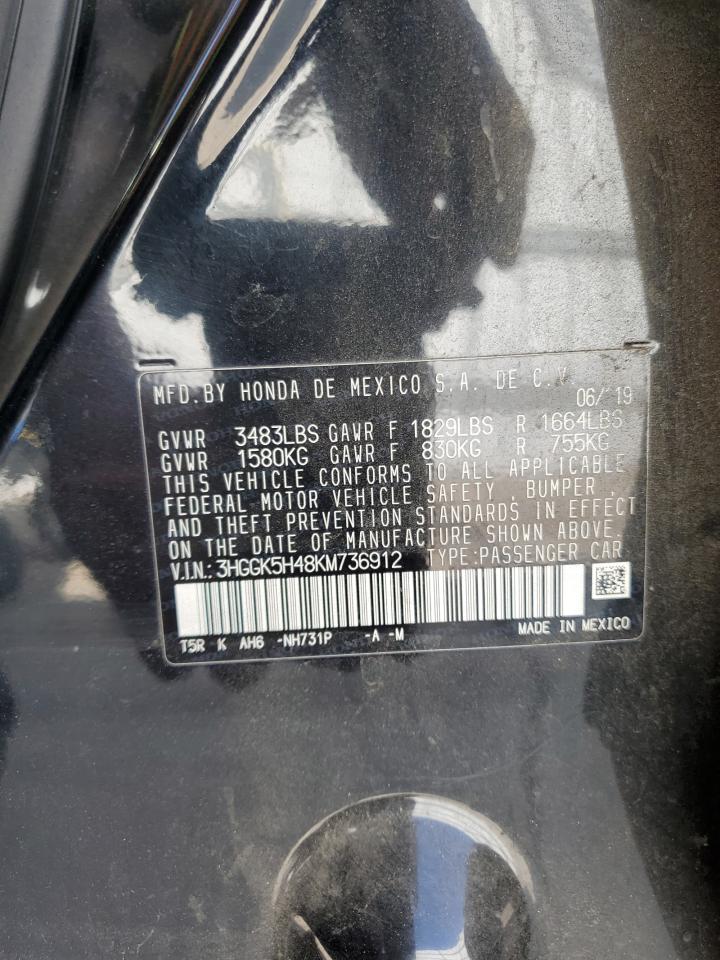 MFD. BY HONDA DE MEXICO S.A. DE C.V.
06/19
GVWR 3483LBS GAWR F 1829LBS R 1664LBS
GVWR 1580KG GAWR F 830KG R 755KG
THIS VEHICLE CONFORMS TO ALL APPLICABLE
FEDERAL MOTOR VEHICLE SAFETY , BUMPER ,
AND THEFT PREVENTION STANDARDS IN EFFECT
ON THE DATE OF MANUFACTURE SHOWN ABOVE.
V.I.N.: 3HGGK5H48KM736912 TYPE:PASSENGER CAR
T5R K AH6 -NH731P -A -M MADE IN MEXICO